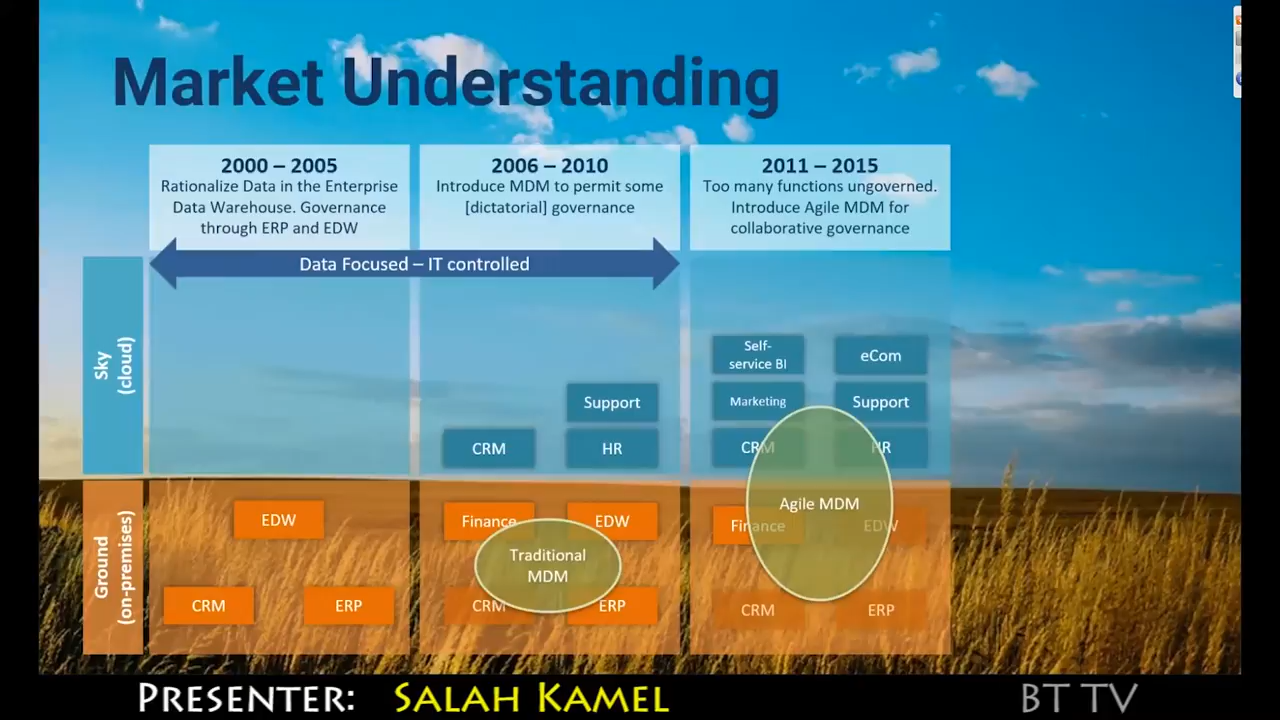 Market Understanding
2000 – 2005
Rationalize Data in the Enterprise
Data Warehouse. Governance
through ERP and EDW
2006 – 2010
Introduce MDM to permit some
[dictatorial] governance
2011 – 2015
Too many functions ungoverned.
Introduce Agile MDM for
collaborative governance
Data Focused – IT controlled
Sky
(cloud)
Self-
service BI
eCom
Support
Marketing
Support
CRM
HR
CRM
HR
Ground
(on-premises)
EDW
CRM
ERP
Finance
EDW
Traditional
MDM
CRM
ERP
Agile MDM
Finance
EDW
CRM
ERP
Presenter: Salah Kamel
BT TV